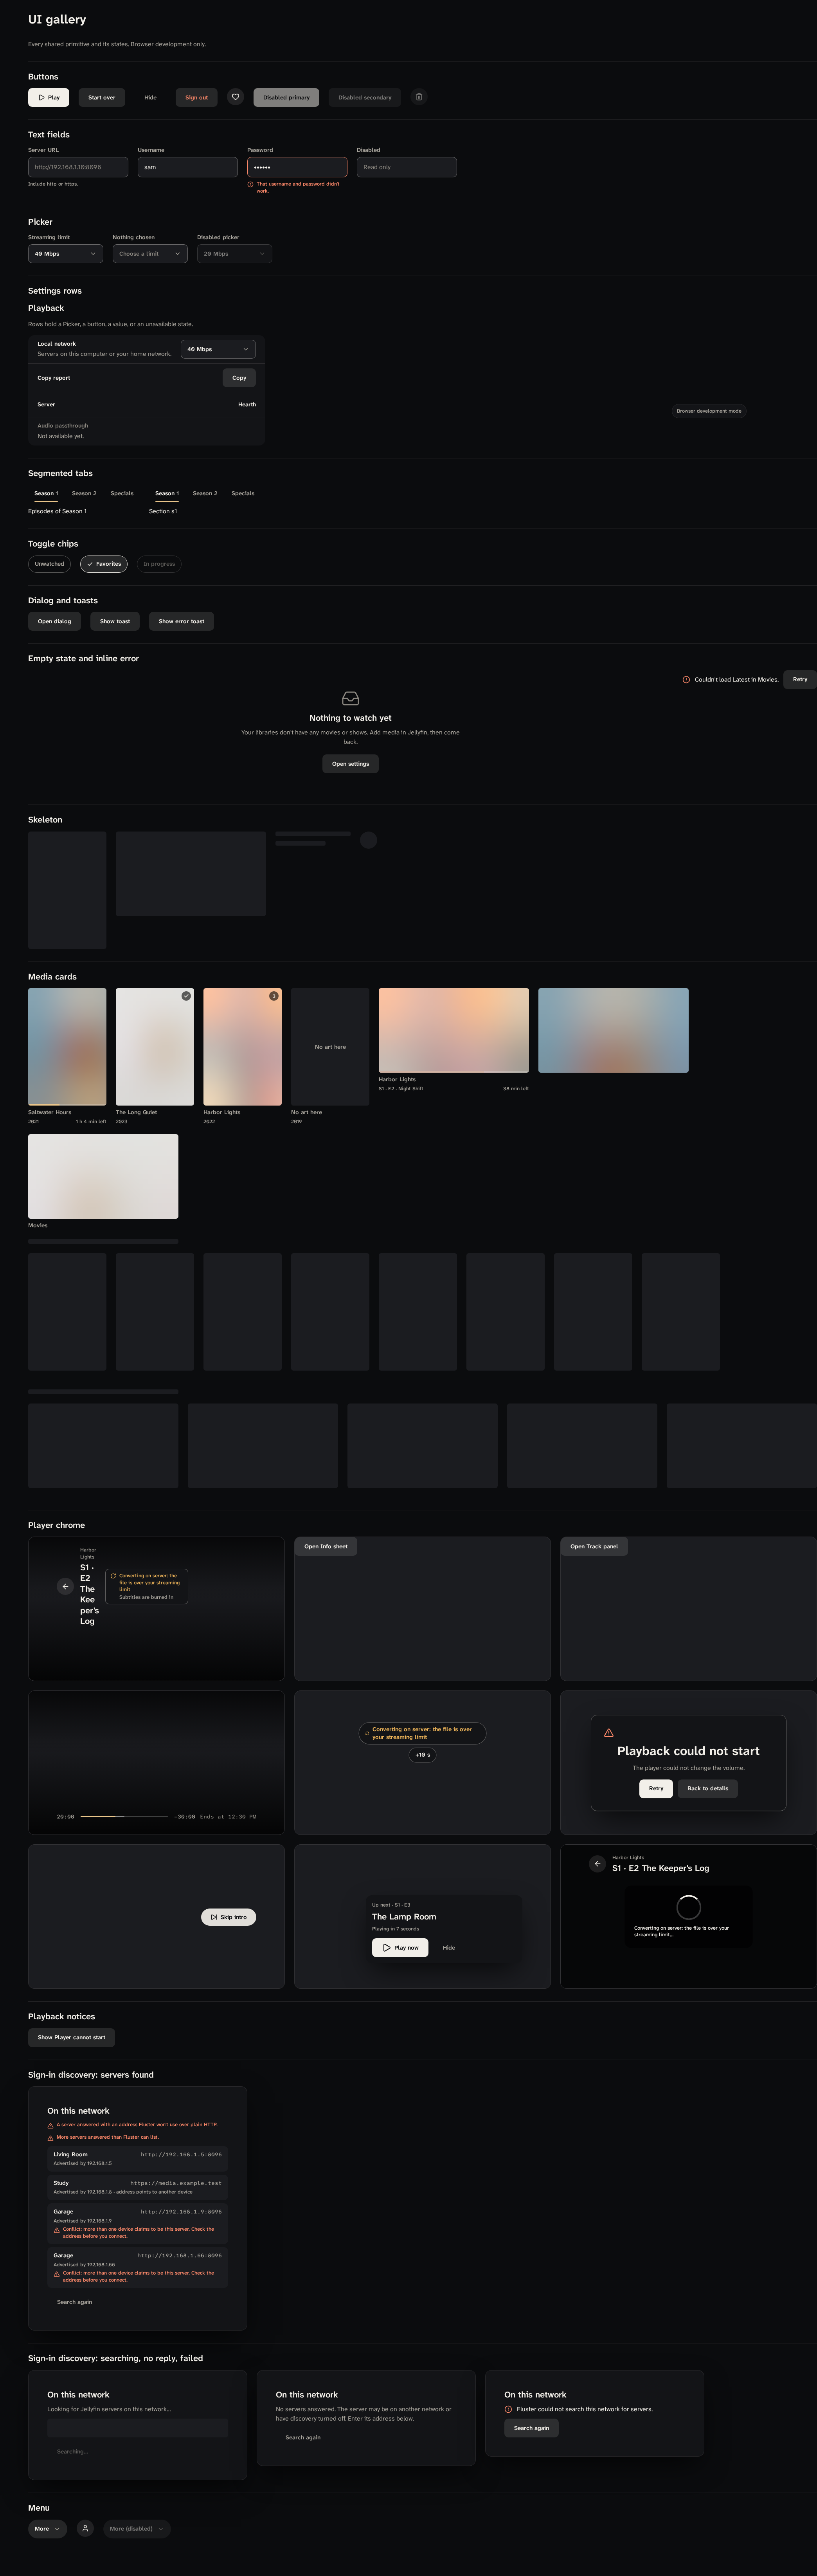 UI gallery
Every shared primitive and its states. Browser development only.
Buttons
Play
Start over
Hide
Sign out
Disabled primary
Disabled secondary
Text fields
Server URL
Username
Password
Disabled
http://192.168.1.10:8096
sam
••••••
Read only
Include http or https.
That username and password didn't
work.
Picker
Streaming limit
Nothing chosen
Disabled picker
40 Mbps
Choose a limit
20 Mbps
Settings rows
Playback
Rows hold a Picker, a button, a value, or an unavailable state.
Local network
Servers on this computer or your home network.
40 Mbps
Copy report
Copy
Server
Hearth
Browser development mode
Audio passthrough
Not available yet.
Segmented tabs
Season 1
Season 2
Specials
Season 1
Season 2
Specials
Episodes of Season 1
Section s1
Toggle chips
Unwatched
Favorites
In progress
Dialog and toasts
Open dialog
Show toast
Show error toast
Empty state and inline error
Couldn't load Latest in Movies.
Retry
Nothing to watch yet
Your libraries don't have any movies or shows. Add media in Jellyfin, then come
back.
Open settings
Skeleton
Media cards
3
No art here
Harbor Lights
S1 · E2 · Night Shift
38 min left
Saltwater Hours
2021
1 h 4 min left
The Long Quiet
2023
Harbor Lights
2022
No art here
2019
Movies
Player chrome
Harbor
Lights
S1 ·
E2
The
Kee
per's
Log
Converting on server: the
file is over your streaming
limit
Subtitles are burned in
Open Info sheet
Open Track panel
20:00
−30:00
Ends at 12:30 PM
Converting on server: the file is over
your streaming limit
+10 s
Playback could not start
The player could not change the volume.
Retry
Back to details
Skip intro
Up next · S1 · E3
The Lamp Room
Playing in 7 seconds
Play now
Hide
Harbor Lights
S1 · E2 The Keeper's Log
Converting on server: the file is over your
streaming limit…
Playback notices
Show Player cannot start
Sign-in discovery: servers found
On this network
A server answered with an address Fluster won't use over plain HTTP.
More servers answered than Fluster can list.
Living Room
http://192.168.1.5:8096
Advertised by 192.168.1.5
Study
https://media.example.test
Advertised by 192.168.1.8 · address points to another device
Garage
http://192.168.1.9:8096
Advertised by 192.168.1.9
Conflict: more than one device claims to be this server. Check the
address before you connect.
Garage
http://192.168.1.66:8096
Advertised by 192.168.1.66
Conflict: more than one device claims to be this server. Check the
address before you connect.
Search again
Sign-in discovery: searching, no reply, failed
On this network
Looking for Jellyfin servers on this network…
Searching…
On this network
No servers answered. The server may be on another network or
have discovery turned off. Enter its address below.
Search again
On this network
Fluster could not search this network for servers.
Search again
Menu
More
More (disabled)